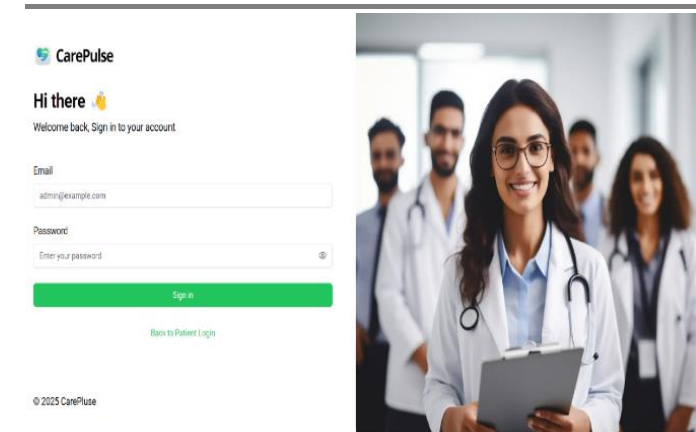 CarePulse
Hi there 👋
Welcome back, Sign in to your account
Email
admin@example.com
Password
Enter your password
Sign in
Back to Patient Login
© 2025 CarePluse